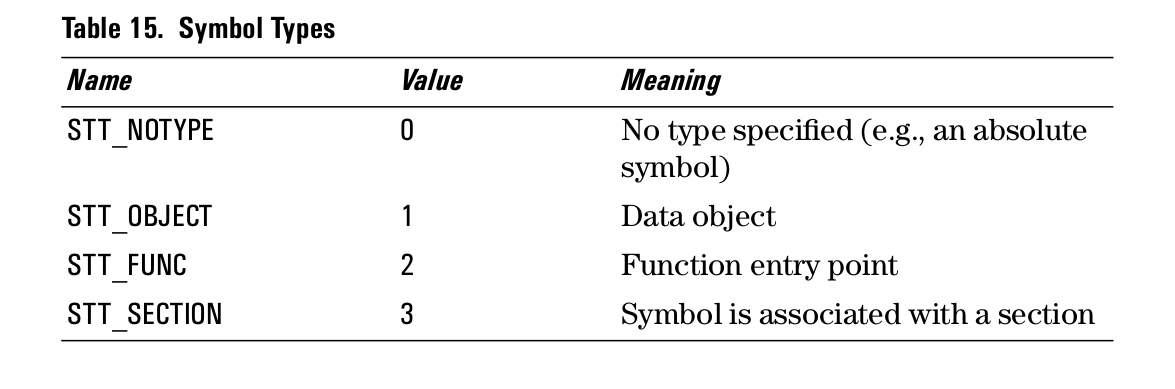 Table 15. Symbol Types
Name Value Meaning
STT_NOTYPE 0 No type specified (e.g., an absolute
symbol)
STT_OBJECT 1 Data object
STT_FUNC 2 Function entry point
STT_SECTION 3 Symbol is associated with a section